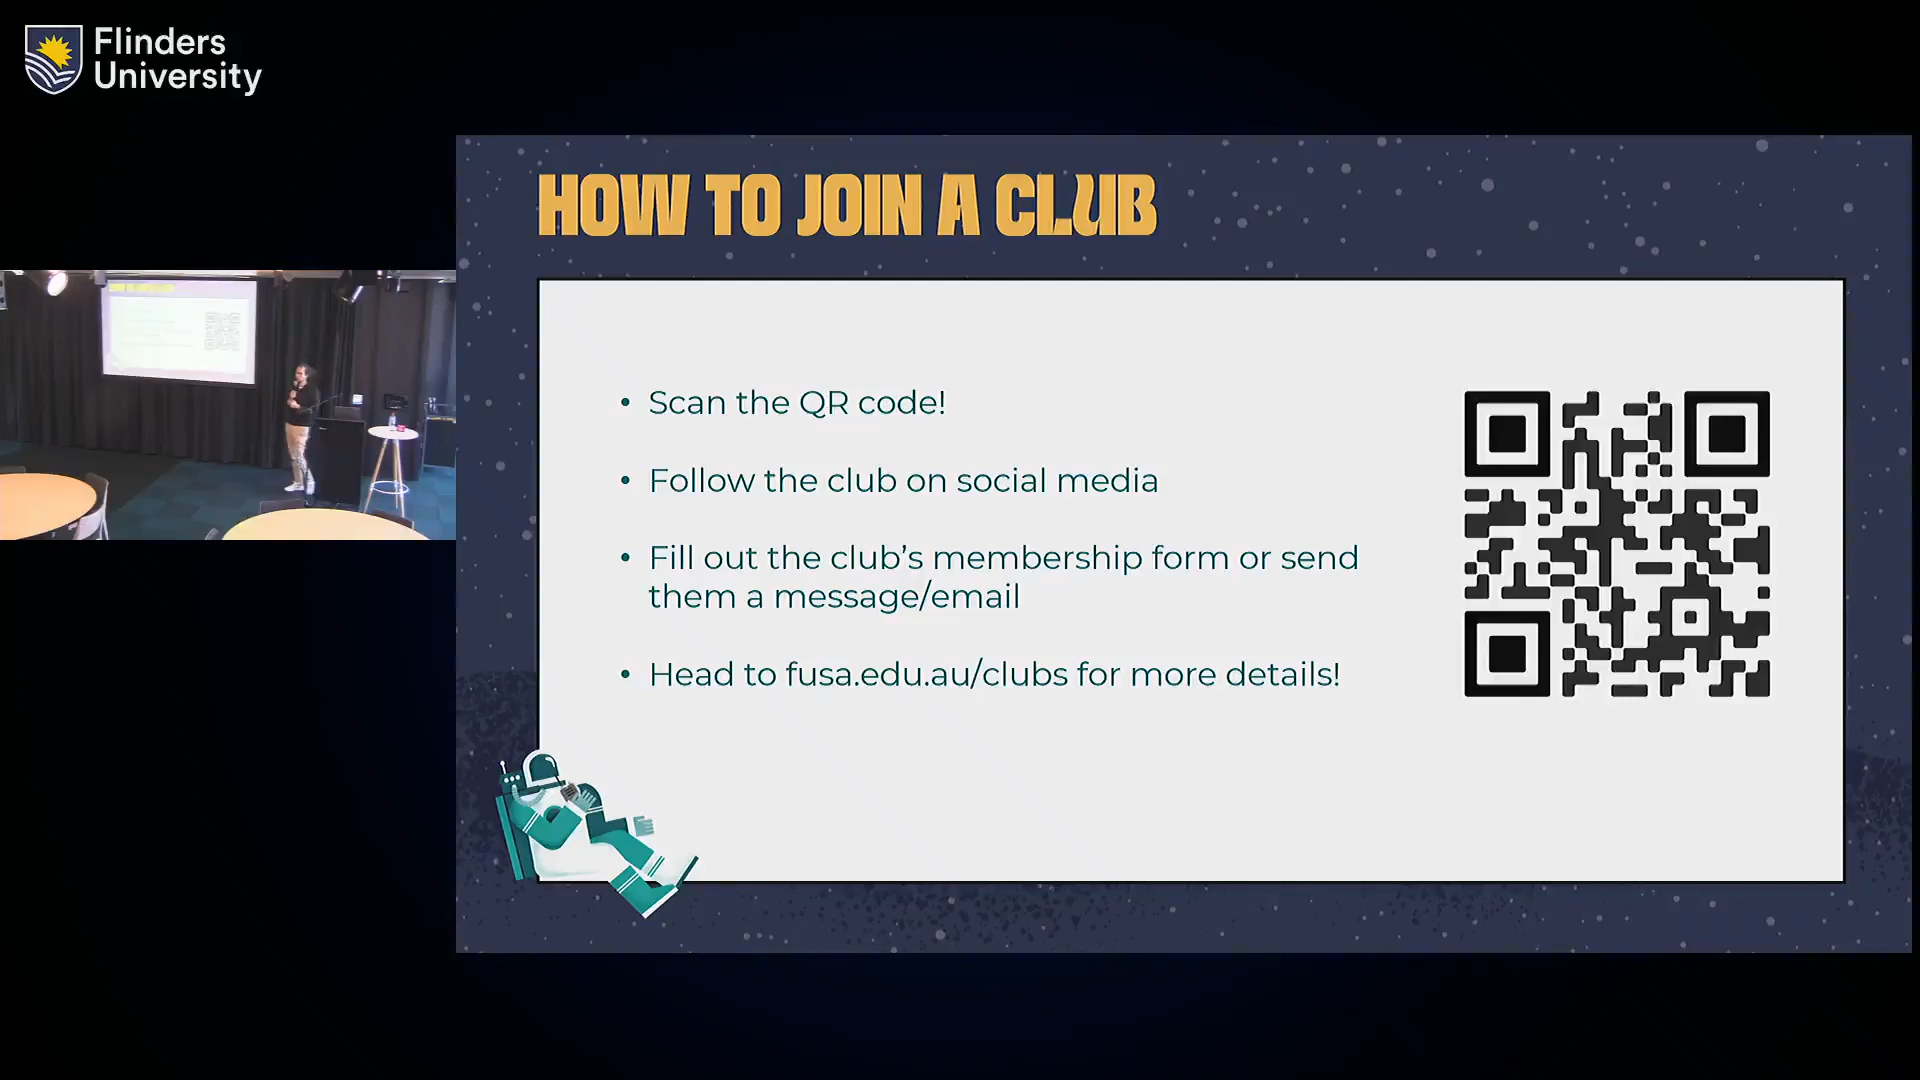 Flinders
University
HOW TO JOIN A CLUB
• Scan the QR code!
• Follow the club on social media
• Fill out the club’s membership form or send
them a message/email
• Head to fusa.edu.au/clubs for more details!